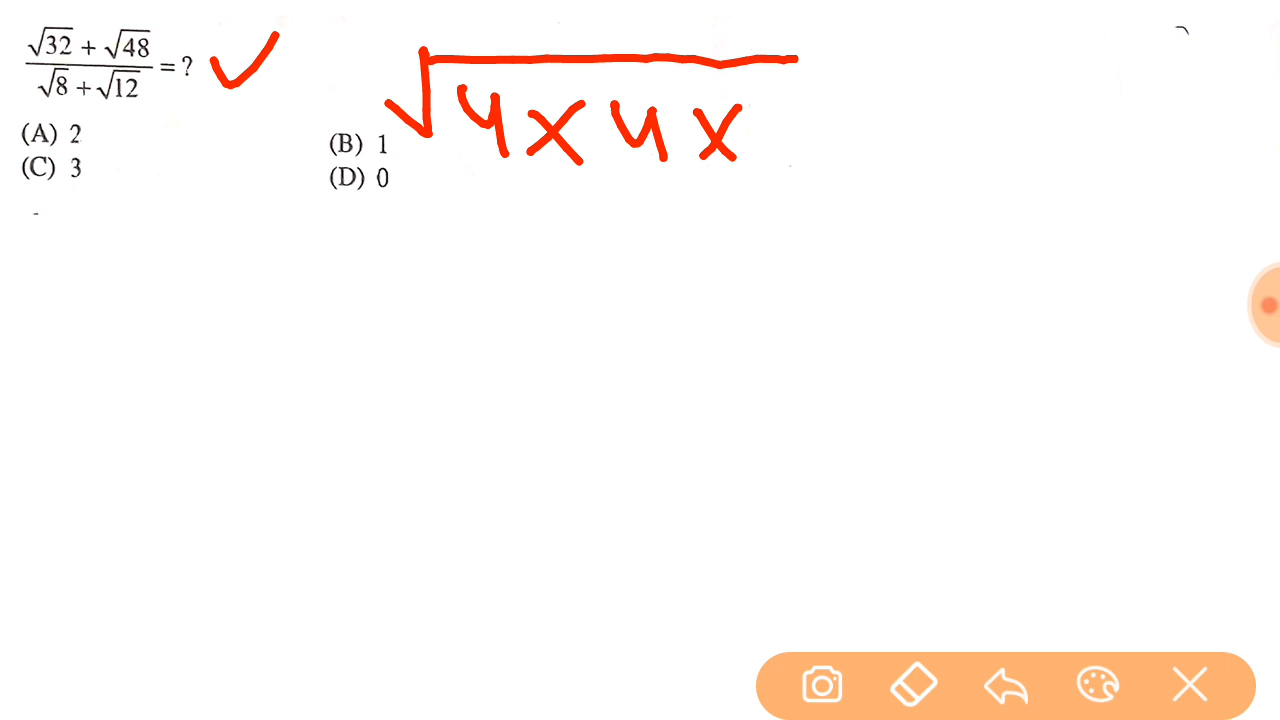 √32 + √48
――――― = ?
√8 + √12
√4 x 4 x
(A) 2
(B) 1
(C) 3
(D) 0